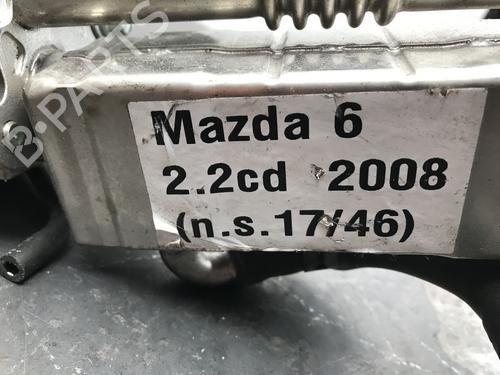 B-PARTS
Mazda 6
2.2cd 2008
(n.s.17/46)